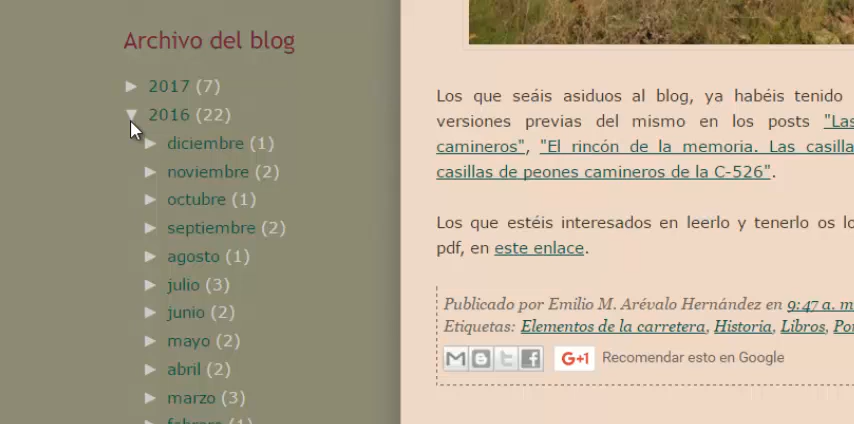 Archivo del blog
► 2017 (7)
▼ 2016 (22)
► diciembre (1)
► noviembre (2)
► octubre (1)
► septiembre (2)
► agosto (1)
► julio (3)
► junio (2)
► mayo (2)
► abril (2)
► marzo (3)
febrero (1)
Los que seáis asiduos al blog, ya habéis tenido
versiones previas del mismo en los posts "Las
camineros", "El rincón de la memoria. Las casilla
casillas de peones camineros de la C-526".
Los que estéis interesados en leerlo y tenerlo os lo
pdf, en este enlace.
Publicado por Emilio M. Arévalo Hernández en 9:47 a. m
Etiquetas: Elementos de la carretera, Historia, Libros, Po
G+1 Recomendar esto en Google